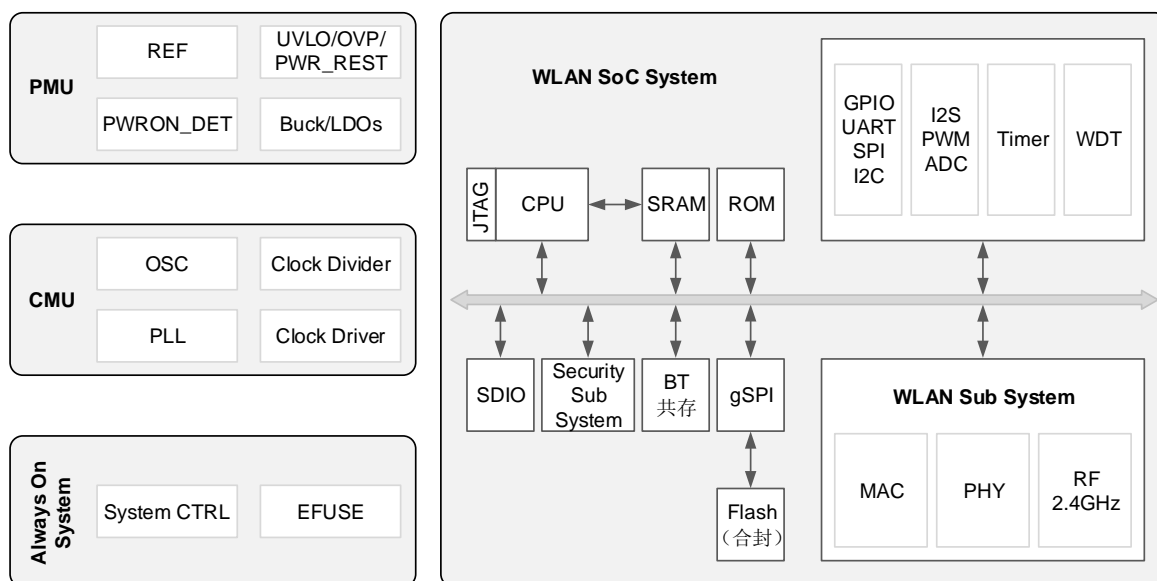 PMU
REF
UVLO/OVP/
PWR_REST
PWRON_DET
Buck/LDOs
CMU
OSC
Clock Divider
PLL
Clock Driver
Always On
System
System CTRL
EFUSE
WLAN SoC System
GPIO
UART
SPI
I2C
I2S
PWM
ADC
Timer
WDT
JTAG
CPU
SRAM
ROM
SDIO
Security
Sub
System
BT
共存
gSPI
Flash
（合封）
WLAN Sub System
MAC
PHY
RF
2.4GHz